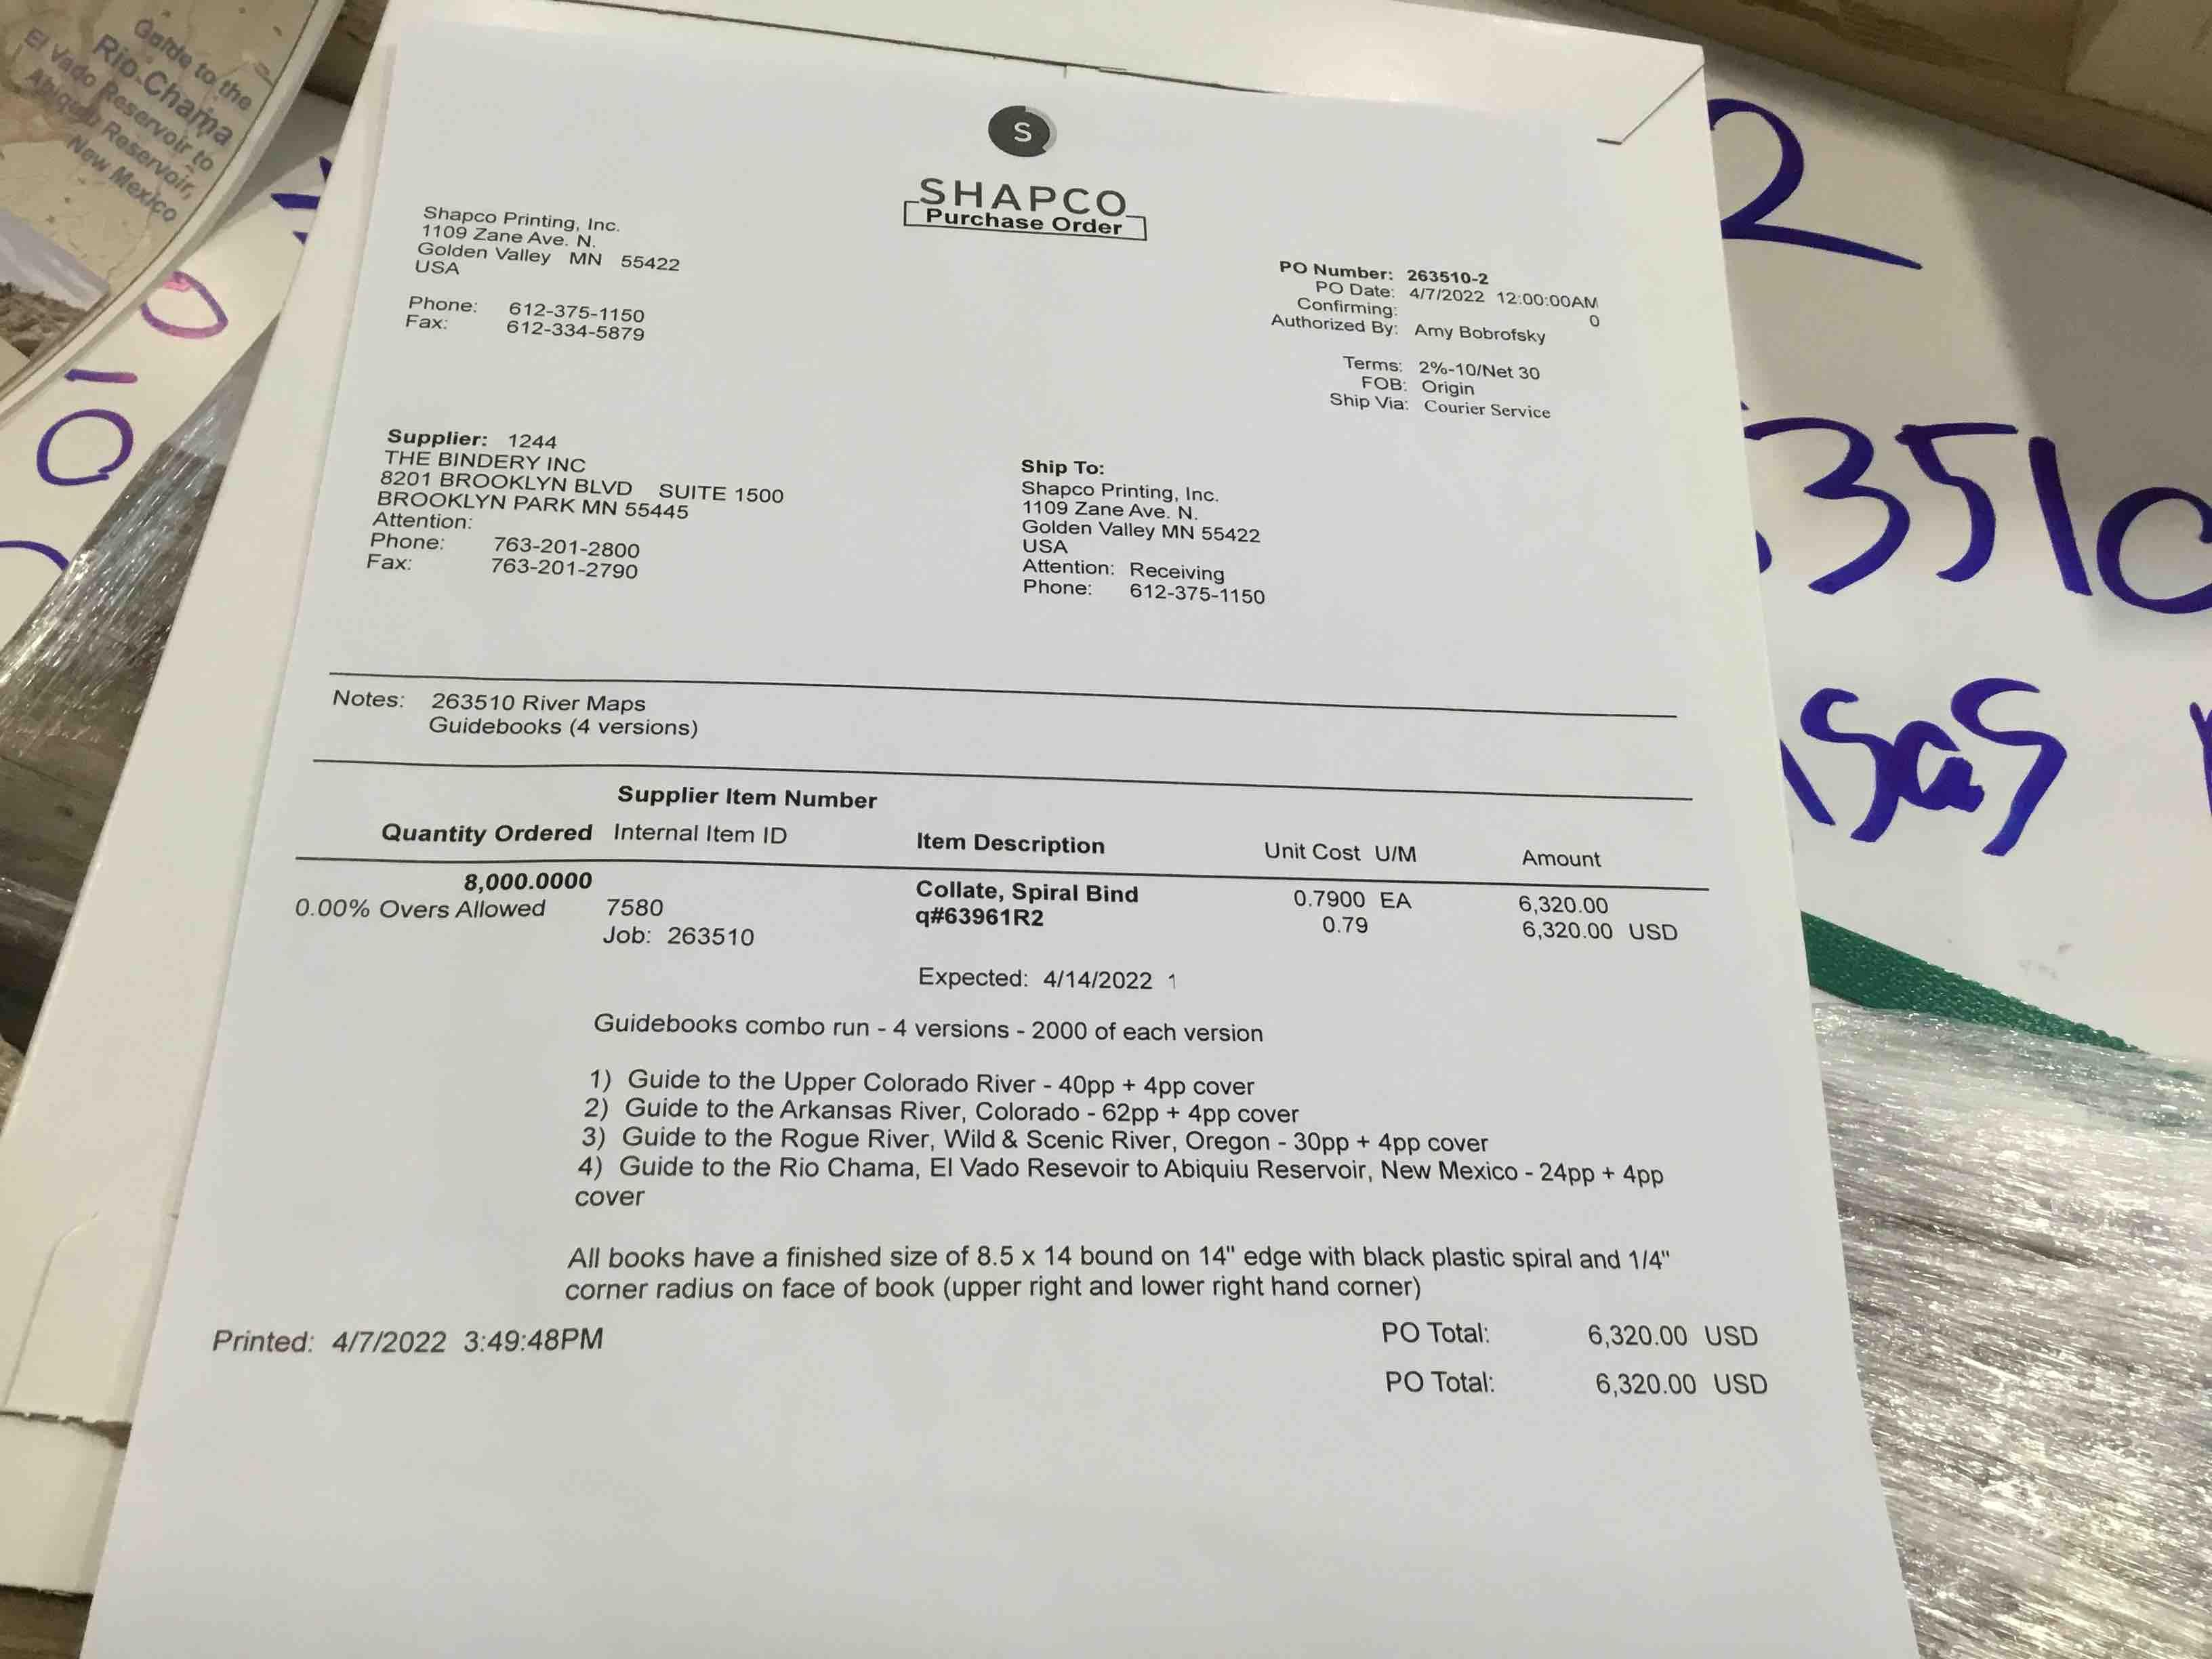 Guide to the
Rio Chama
El Vado Reservoir to
Abiquiu Reservoir,
New Mexico
S
SHAPCO
Purchase Order
Shapco Printing, Inc.
1109 Zane Ave. N.
Golden Valley MN 55422
USA
Phone: 612-375-1150
Fax: 612-334-5879
PO Number: 263510-2
PO Date: 4/7/2022 12:00:00AM
Confirming: 0
Authorized By: Amy Bobrofsky
Terms: 2%-10/Net 30
FOB: Origin
Ship Via: Courier Service
Supplier: 1244
THE BINDERY INC
8201 BROOKLYN BLVD SUITE 1500
BROOKLYN PARK MN 55445
Attention:
Phone: 763-201-2800
Fax: 763-201-2790
Ship To:
Shapco Printing, Inc.
1109 Zane Ave. N.
Golden Valley MN 55422
USA
Attention: Receiving
Phone: 612-375-1150
Notes: 263510 River Maps
Guidebooks (4 versions)
Supplier Item Number
Quantity Ordered Internal Item ID Item Description Unit Cost U/M Amount
8,000.0000 Collate, Spiral Bind 0.7900 EA 6,320.00
0.00% Overs Allowed 7580 q#63961R2 0.79 6,320.00 USD
Job: 263510
Expected: 4/14/2022 1
Guidebooks combo run - 4 versions - 2000 of each version
1) Guide to the Upper Colorado River - 40pp + 4pp cover
2) Guide to the Arkansas River, Colorado - 62pp + 4pp cover
3) Guide to the Rogue River, Wild & Scenic River, Oregon - 30pp + 4pp cover
4) Guide to the Rio Chama, El Vado Resevoir to Abiquiu Reservoir, New Mexico - 24pp + 4pp
cover
All books have a finished size of 8.5 x 14 bound on 14" edge with black plastic spiral and 1/4"
corner radius on face of book (upper right and lower right hand corner)
Printed: 4/7/2022 3:49:48PM
PO Total: 6,320.00 USD
PO Total: 6,320.00 USD
2
3510
sas